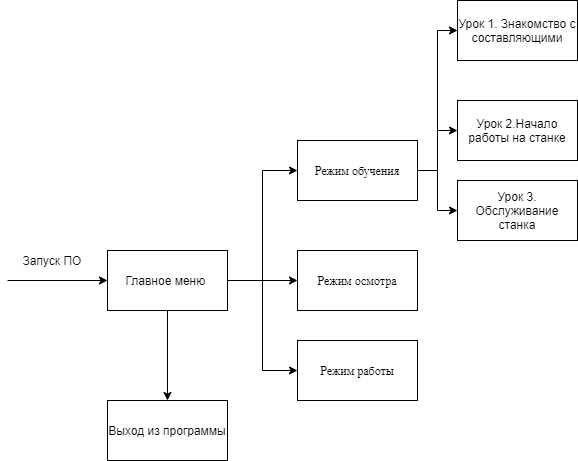 Урок 1. Знакомство с
составляющими
Урок 2.Начало
работы на станке
Режим обучения
Урок 3.
Обслуживание
станка
Запуск ПО
Главное меню
Режим осмотра
Режим работы
Выход из программы